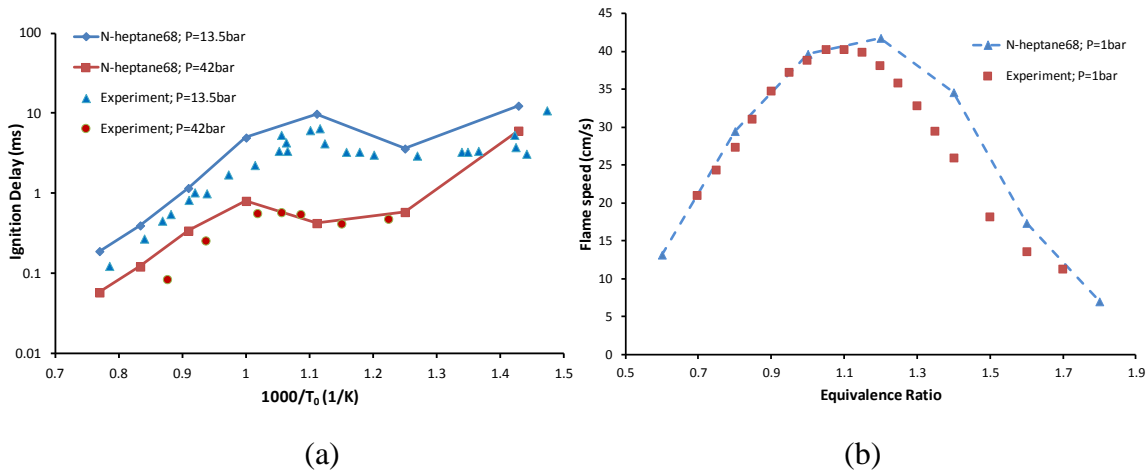 100
10
1
0.1
0.01
Ignition Delay (ms)
0.7 0.8 0.9 1 1.1 1.2 1.3 1.4 1.5
1000/T0 (1/K)
N-heptane68; P=13.5bar
N-heptane68; P=42bar
Experiment; P=13.5bar
Experiment; P=42bar
(a)
45
40
35
30
25
20
15
10
5
0
Flame speed (cm/s)
0.5 0.7 0.9 1.1 1.3 1.5 1.7 1.9
Equivalence Ratio
N-heptane68; P=1bar
Experiment; P=1bar
(b)